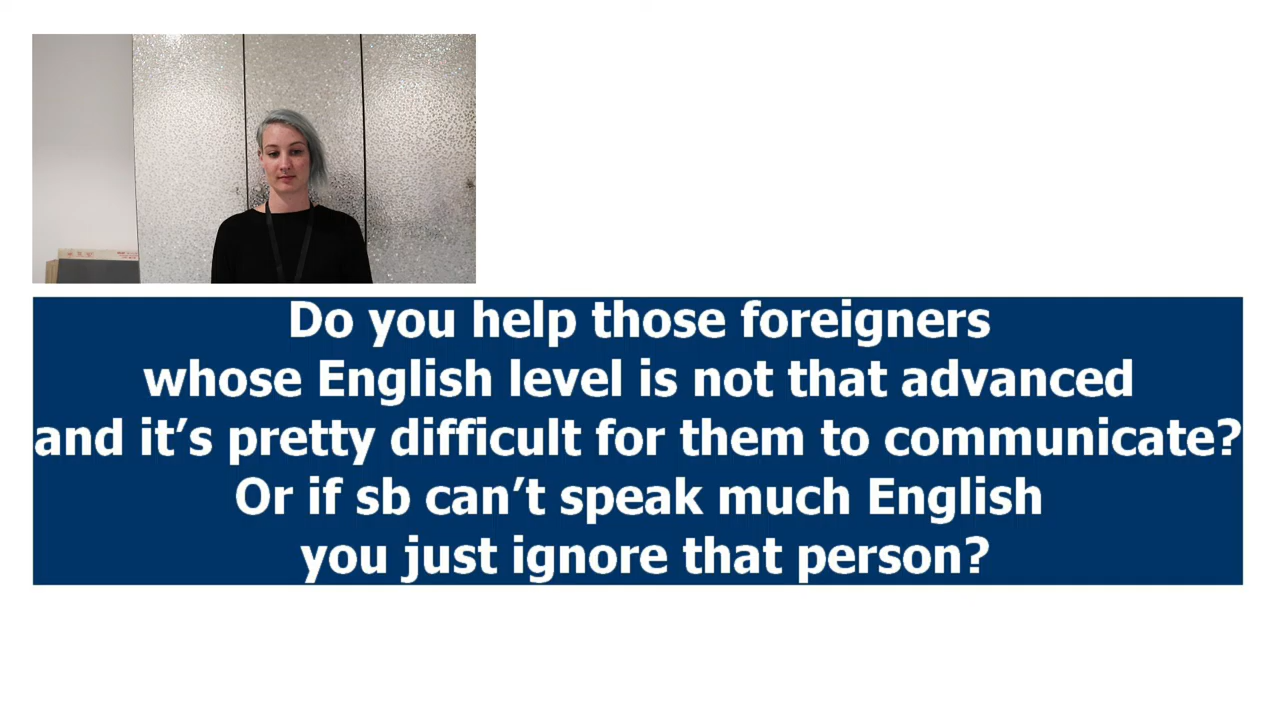 Do you help those foreigners
whose English level is not that advanced
and it’s pretty difficult for them to communicate?
Or if sb can’t speak much English
you just ignore that person?